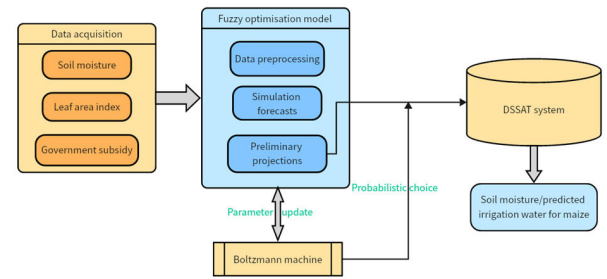 Data acquisition
Soil moisture
Leaf area index
Government subsidy
Fuzzy optimisation model
Data preprocessing
Simulation
forecasts
Preliminary
projections
Parameter update
Boltzmann machine
Probabilistic choice
DSSAT system
Soil moisture/predicted
irrigation water for maize